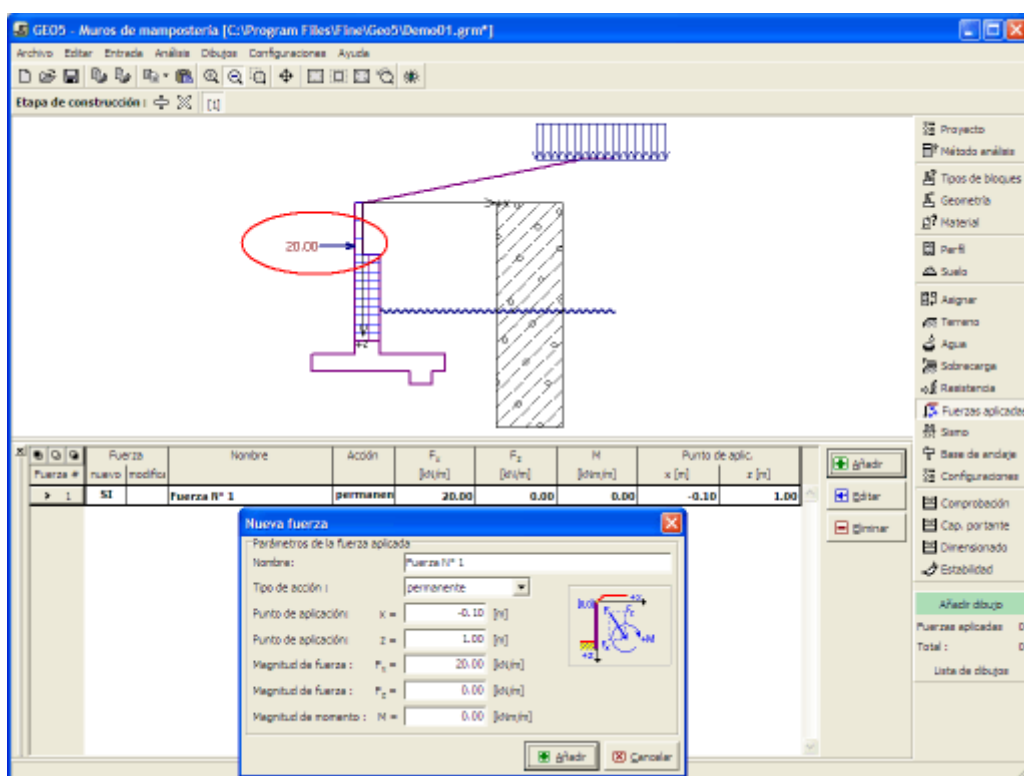 GEO5 - Muros de mampostería [C:\Program Files\Fine\Geo5\Demo01.grm*]
Archivo Editar Entrada Análisis Dibujos Configuraciones Ayuda
Etapa de construcción : [1]
Proyecto
Método análisis
Tipos de bloques
Geometría
Material
Perfil
Suelo
Asignar
Terreno
Agua
Sobrecarga
Resistencia
Fuerzas aplicadas
Sismo
Base de anclaje
Configuraciones
Comprobación
Cap. portante
Dimensionado
Estabilidad
Añadir dibujo
Fuerzas aplicadas 0
Total : 0
Lista de dibujos
+x
20.00
+z
Fuerza Nombre Acción Fx Fz M Punto de aplic.
Fuerza # nuevo modifica [kN/m] [kN/m] [kNm/m] x [m] z [m]
> 1 SI Fuerza N° 1 permanen 20.00 0.00 0.00 -0.10 1.00
Añadir
Editar
Eliminar
Nueva fuerza
Parámetros de la fuerza aplicada
Nombre: Fuerza N° 1
Tipo de acción : permanente
Punto de aplicación: x = -0.10 [m]
Punto de aplicación: z = 1.00 [m]
Magnitud de fuerza : Fx = 20.00 [kN/m]
Magnitud de fuerza : Fz = 0.00 [kN/m]
Magnitud de momento : M = 0.00 [kNm/m]
[0,0] +x
Fx Fz
+M
+z
Añadir Cancelar